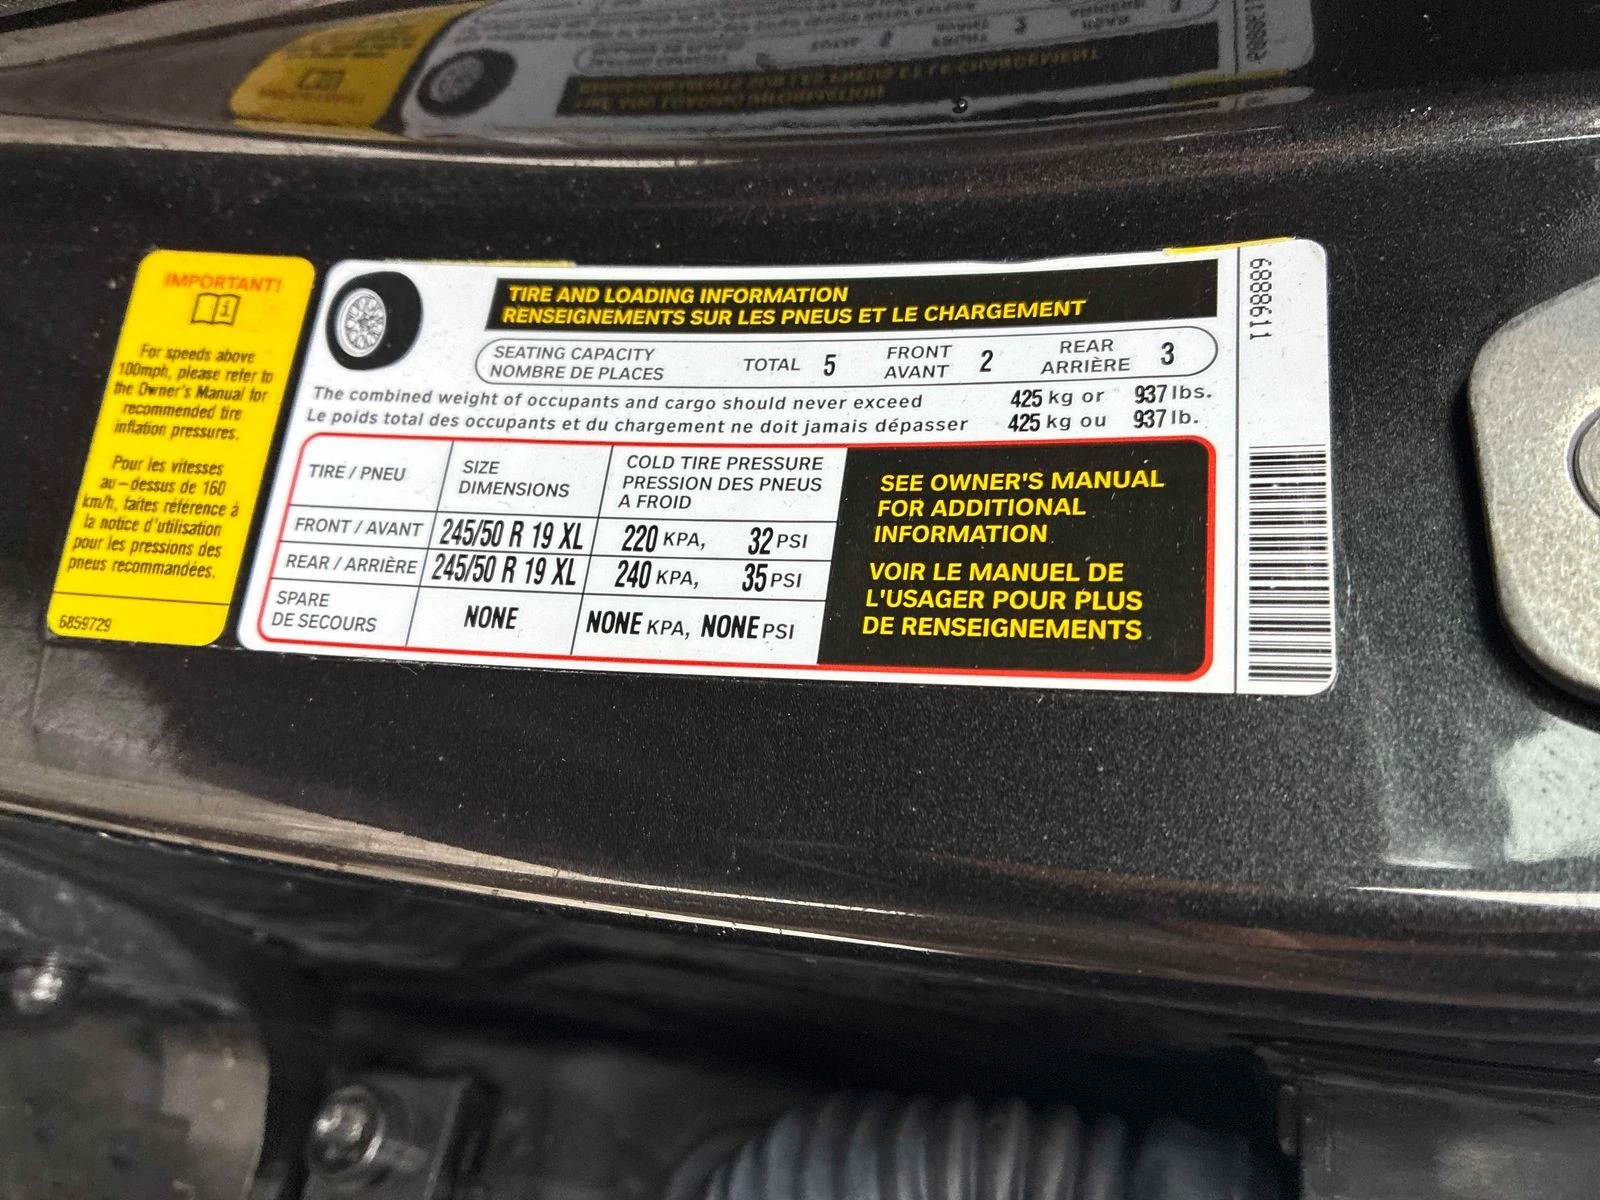 IMPORTANT!
For speeds above
100mph, please refer to
the Owner's Manual for
recommended tire
inflation pressures.
Pour les vitesses
au-dessus de 160
km/h, faites référence à
la notice d'utilisation
pour les pressions des
pneus recommandées.
6859729
TIRE AND LOADING INFORMATION
RENSEIGNEMENTS SUR LES PNEUS ET LE CHARGEMENT
SEATING CAPACITY
NOMBRE DE PLACES
TOTAL 5
FRONT
AVANT 2
REAR
ARRIÈRE 3
The combined weight of occupants and cargo should never exceed 425 kg or 937 lbs.
Le poids total des occupants et du chargement ne doit jamais dépasser 425 kg ou 937 lb.
TIRE / PNEU
SIZE
DIMENSIONS
COLD TIRE PRESSURE
PRESSION DES PNEUS
A FROID
FRONT / AVANT 245/50 R 19 XL 220 KPA, 32 PSI
REAR / ARRIÈRE 245/50 R 19 XL 240 KPA, 35 PSI
SPARE
DE SECOURS
NONE NONE KPA, NONE PSI
SEE OWNER'S MANUAL
FOR ADDITIONAL
INFORMATION
VOIR LE MANUEL DE
L'USAGER POUR PLUS
DE RENSEIGNEMENTS
6888611